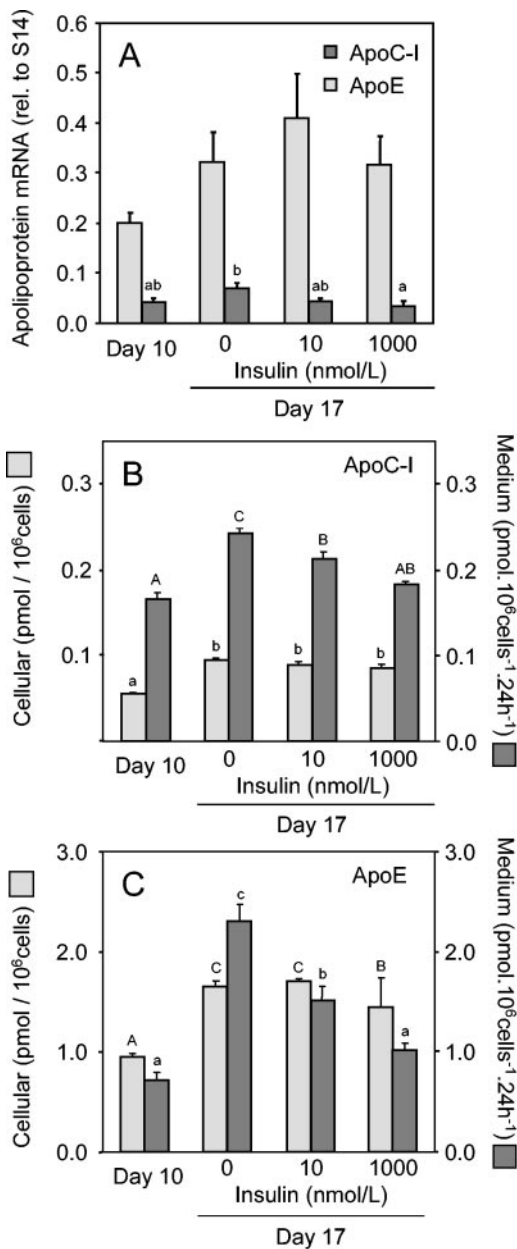 Apolipoprotein mRNA (rel. to S14)
0.6
0.5
0.4
0.3
0.2
0.1
0.0
A
ApoC-I
ApoE
ab
b
ab
a
Day 10
0
10
1000
Insulin (nmol/L)
Day 17
Cellular (pmol / 10⁶cells)
Medium (pmol.10⁶cells⁻¹.24h⁻¹)
B
ApoC-I
0.3
0.2
0.1
0.3
0.2
0.1
0.0
a
A
b
C
b
B
b
AB
Day 10
0
10
1000
Insulin (nmol/L)
Day 17
Cellular (pmol / 10⁶cells)
Medium (pmol.10⁶cells⁻¹.24h⁻¹)
C
ApoE
3.0
2.0
1.0
0.0
3.0
2.0
1.0
0.0
A
a
C
c
C
b
B
a
Day 10
0
10
1000
Insulin (nmol/L)
Day 17